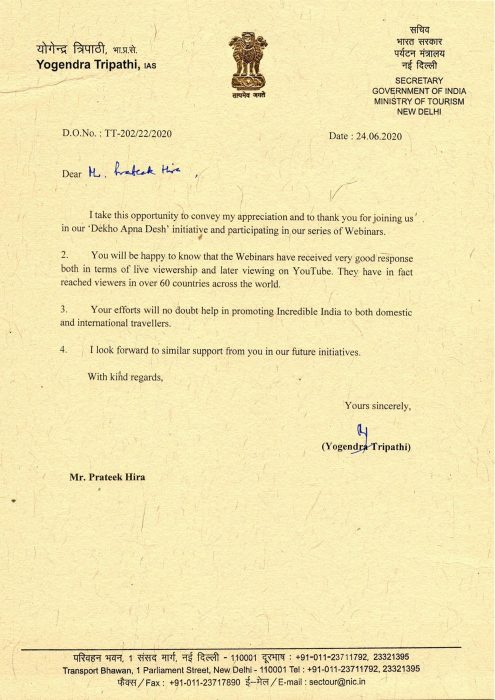 योगेन्द्र त्रिपाठी, भा.प्र.से.
Yogendra Tripathi, IAS
सत्यमेव जयते
सचिव
भारत सरकार
पर्यटन मंत्रालय
नई दिल्ली
SECRETARY
GOVERNMENT OF INDIA
MINISTRY OF TOURISM
NEW DELHI
D.O.No. : TT-202/22/2020
Date : 24.06.2020
Dear Mr. Prateek Hira,
I take this opportunity to convey my appreciation and to thank you for joining us
in our 'Dekho Apna Desh' initiative and participating in our series of Webinars.
2. You will be happy to know that the Webinars have received very good response
both in terms of live viewership and later viewing on YouTube. They have in fact
reached viewers in over 60 countries across the world.
3. Your efforts will no doubt help in promoting Incredible India to both domestic
and international travellers.
4. I look forward to similar support from you in our future initiatives.
With kind regards,
Yours sincerely,
(Yogendra Tripathi)
Mr. Prateek Hira
परिवहन भवन, 1 संसद मार्ग, नई दिल्ली - 110001 दूरभाष : +91-011-23711792, 23321395
Transport Bhawan, 1 Parliament Street, New Delhi - 110001 Tel : +91-011-23711792, 23321395
फैक्स / Fax : +91-011-23717890 ई–मेल / E-mail : sectour@nic.in